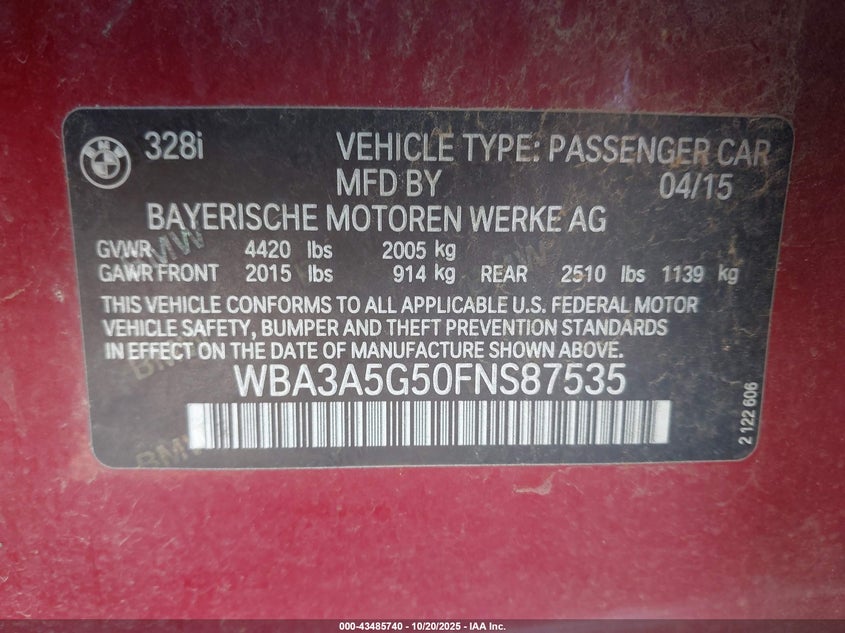 BMW 328i VEHICLE TYPE: PASSENGER CAR
MFD BY 04/15
BAYERISCHE MOTOREN WERKE AG
GVWR 4420 lbs 2005 kg
GAWR FRONT 2015 lbs 914 kg REAR 2510 lbs 1139 kg
THIS VEHICLE CONFORMS TO ALL APPLICABLE U.S. FEDERAL MOTOR
VEHICLE SAFETY, BUMPER AND THEFT PREVENTION STANDARDS
IN EFFECT ON THE DATE OF MANUFACTURE SHOWN ABOVE.
WBA3A5G50FNS87535
2 122 606
BMW
BMW
000-43485740 | 10/20/2025 - IAA Inc.